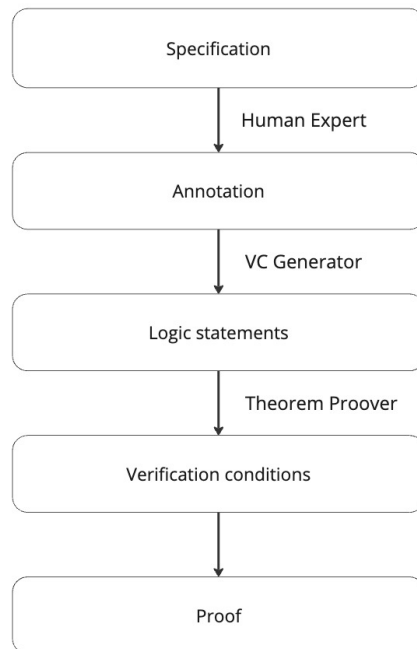 Specification
Human Expert
Annotation
VC Generator
Logic statements
Theorem Proover
Verification conditions
Proof